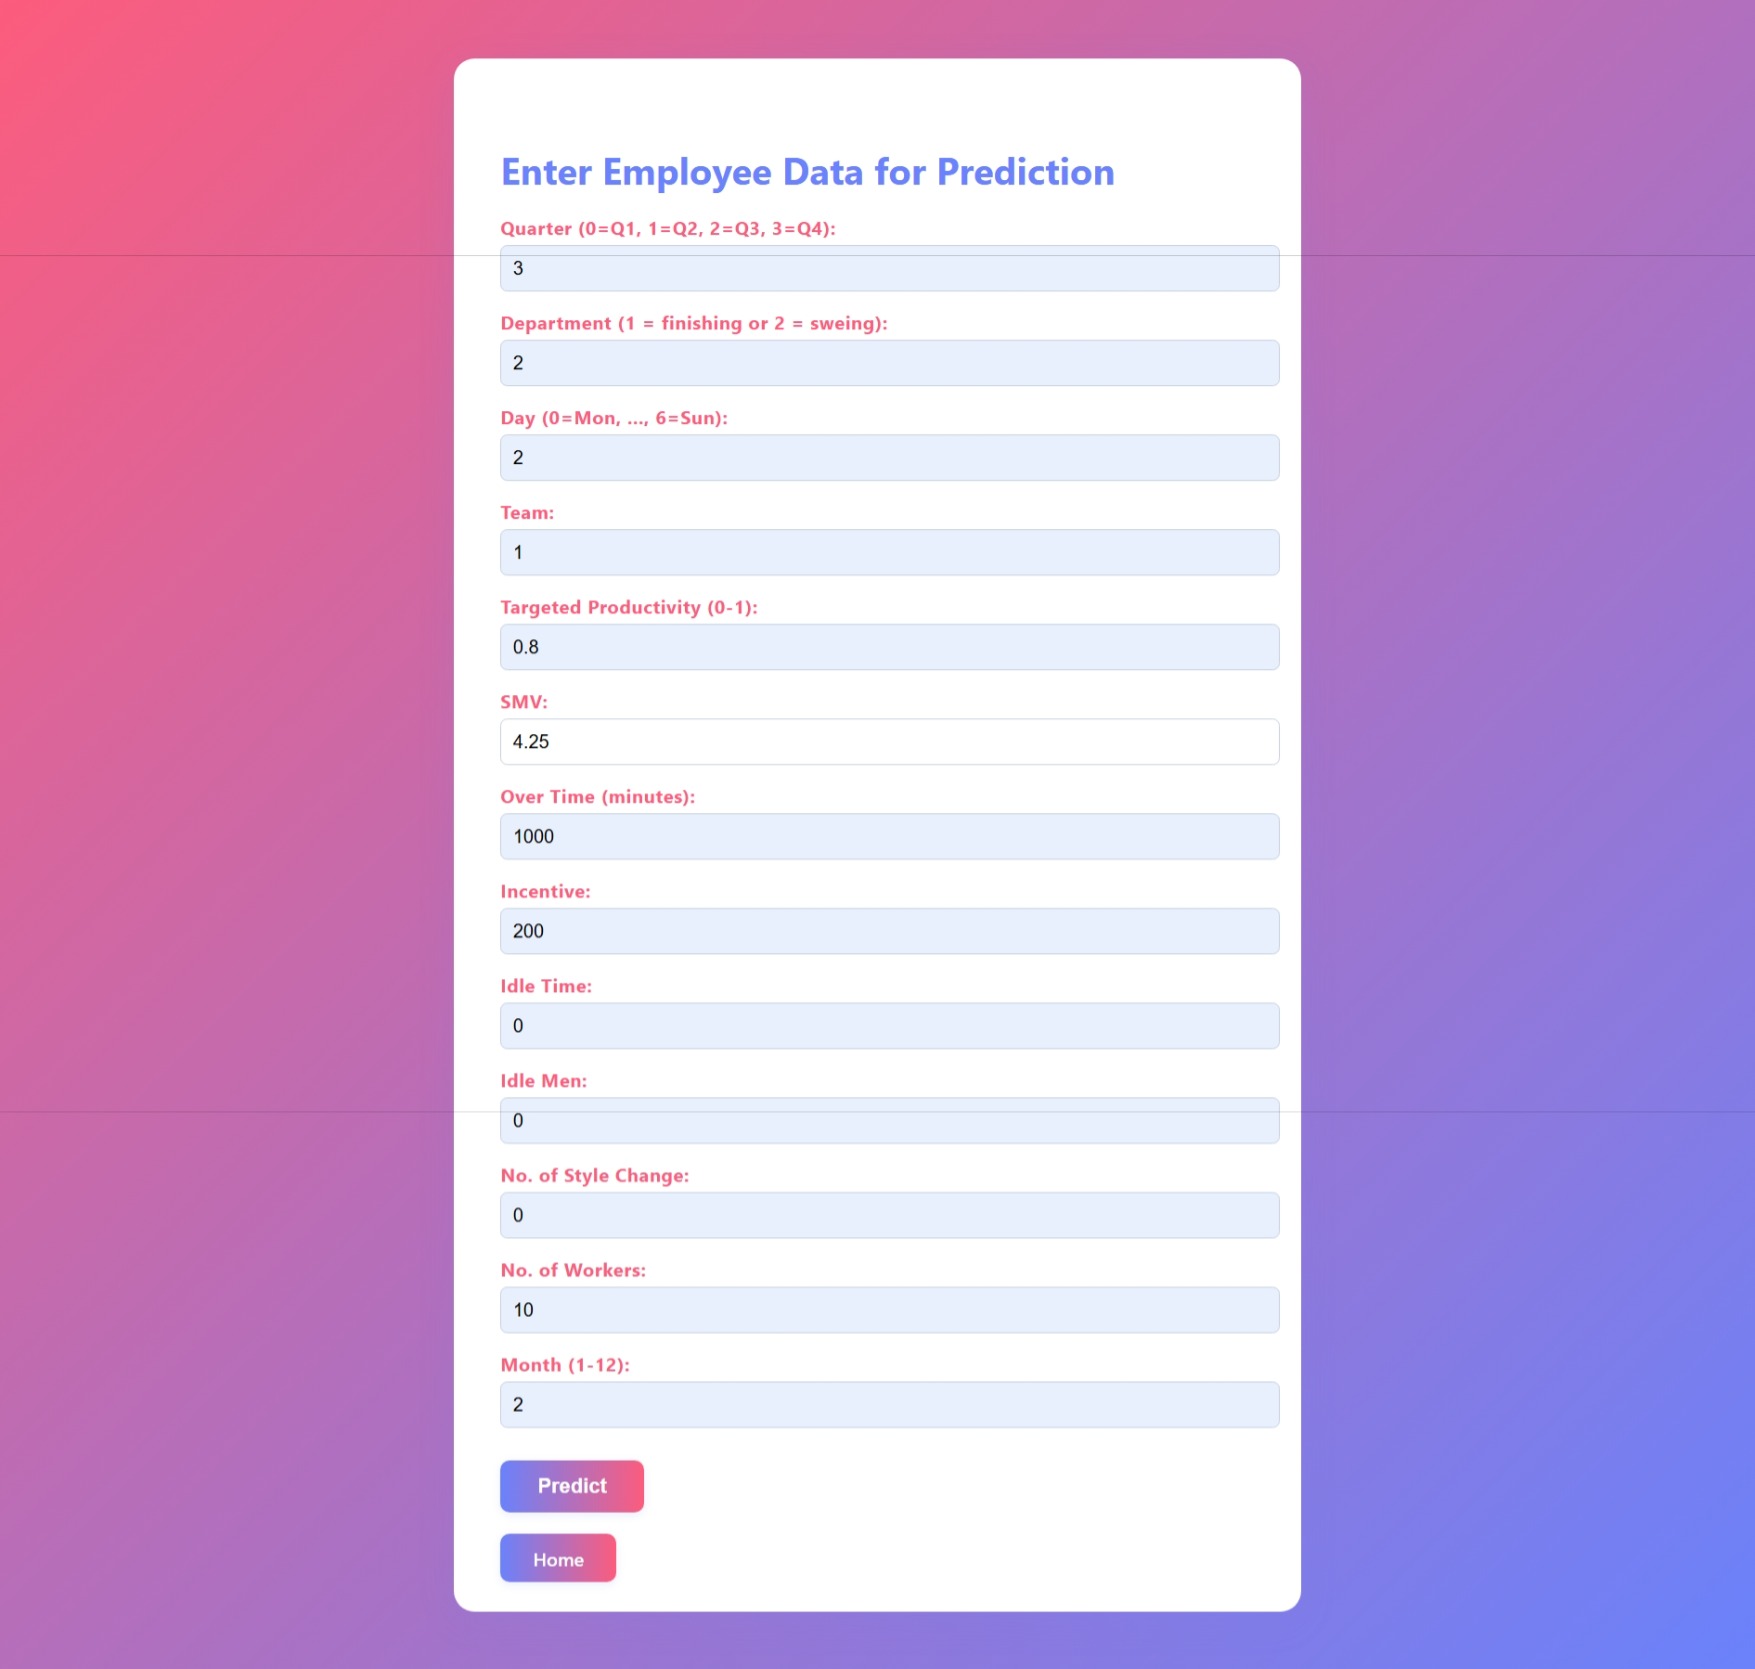 Enter Employee Data for Prediction
Quarter (0=Q1, 1=Q2, 2=Q3, 3=Q4):
3
Department (1 = finishing or 2 = sweing):
2
Day (0=Mon, ..., 6=Sun):
2
Team:
1
Targeted Productivity (0-1):
0.8
SMV:
4.25
Over Time (minutes):
1000
Incentive:
200
Idle Time:
0
Idle Men:
0
No. of Style Change:
0
No. of Workers:
10
Month (1-12):
2
Predict
Home